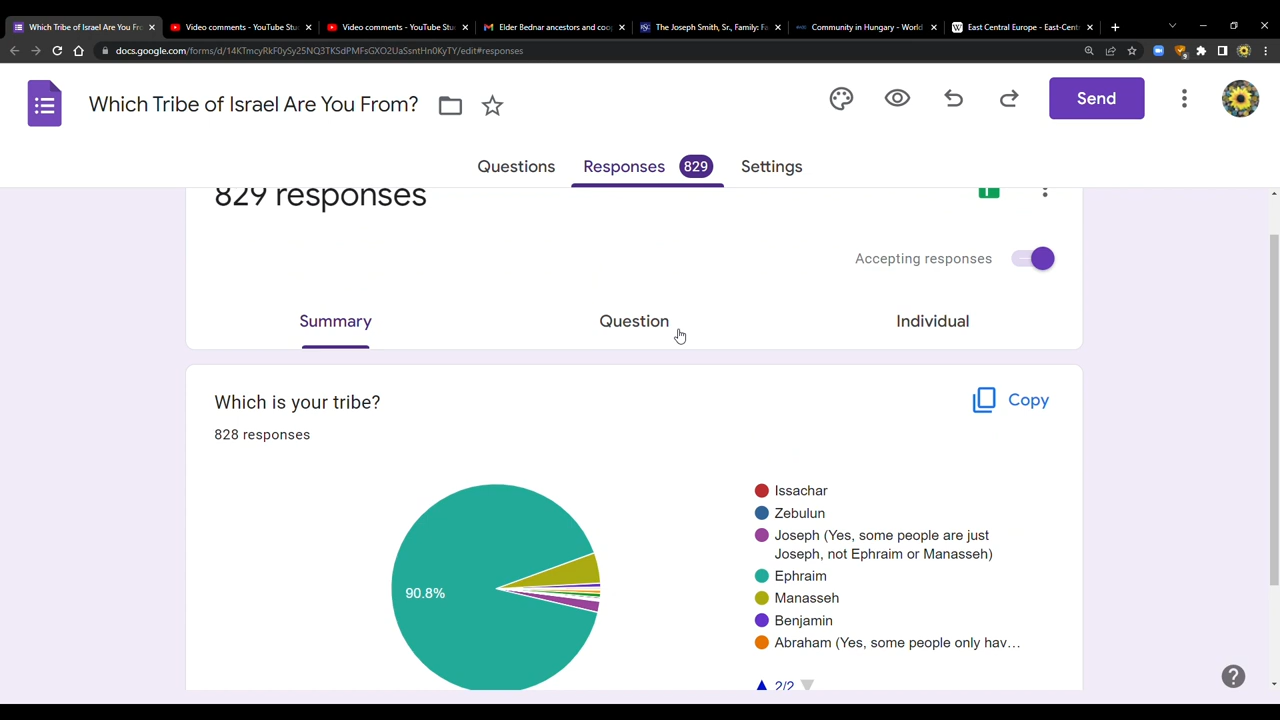 Which Tribe of Israel Are You Fro
Video comments - YouTube Stu
Video comments - YouTube Stu
Elder Bednar ancestors and coo
The Joseph Smith, Sr., Family: Fa
Community in Hungary - World
East Central Europe - East-Cent
docs.google.com/forms/d/14KTmcyRkF0ySy25NQ3TKSdPMFsGXO2UaSsntHn0KyTY/edit#responses
Which Tribe of Israel Are You From?
Send
Questions Responses 829 Settings
829 responses
Accepting responses
Summary Question Individual
Which is your tribe?
Copy
828 responses
90.8%
Issachar
Zebulun
Joseph (Yes, some people are just
Joseph, not Ephraim or Manasseh)
Ephraim
Manasseh
Benjamin
Abraham (Yes, some people only hav...
2/2